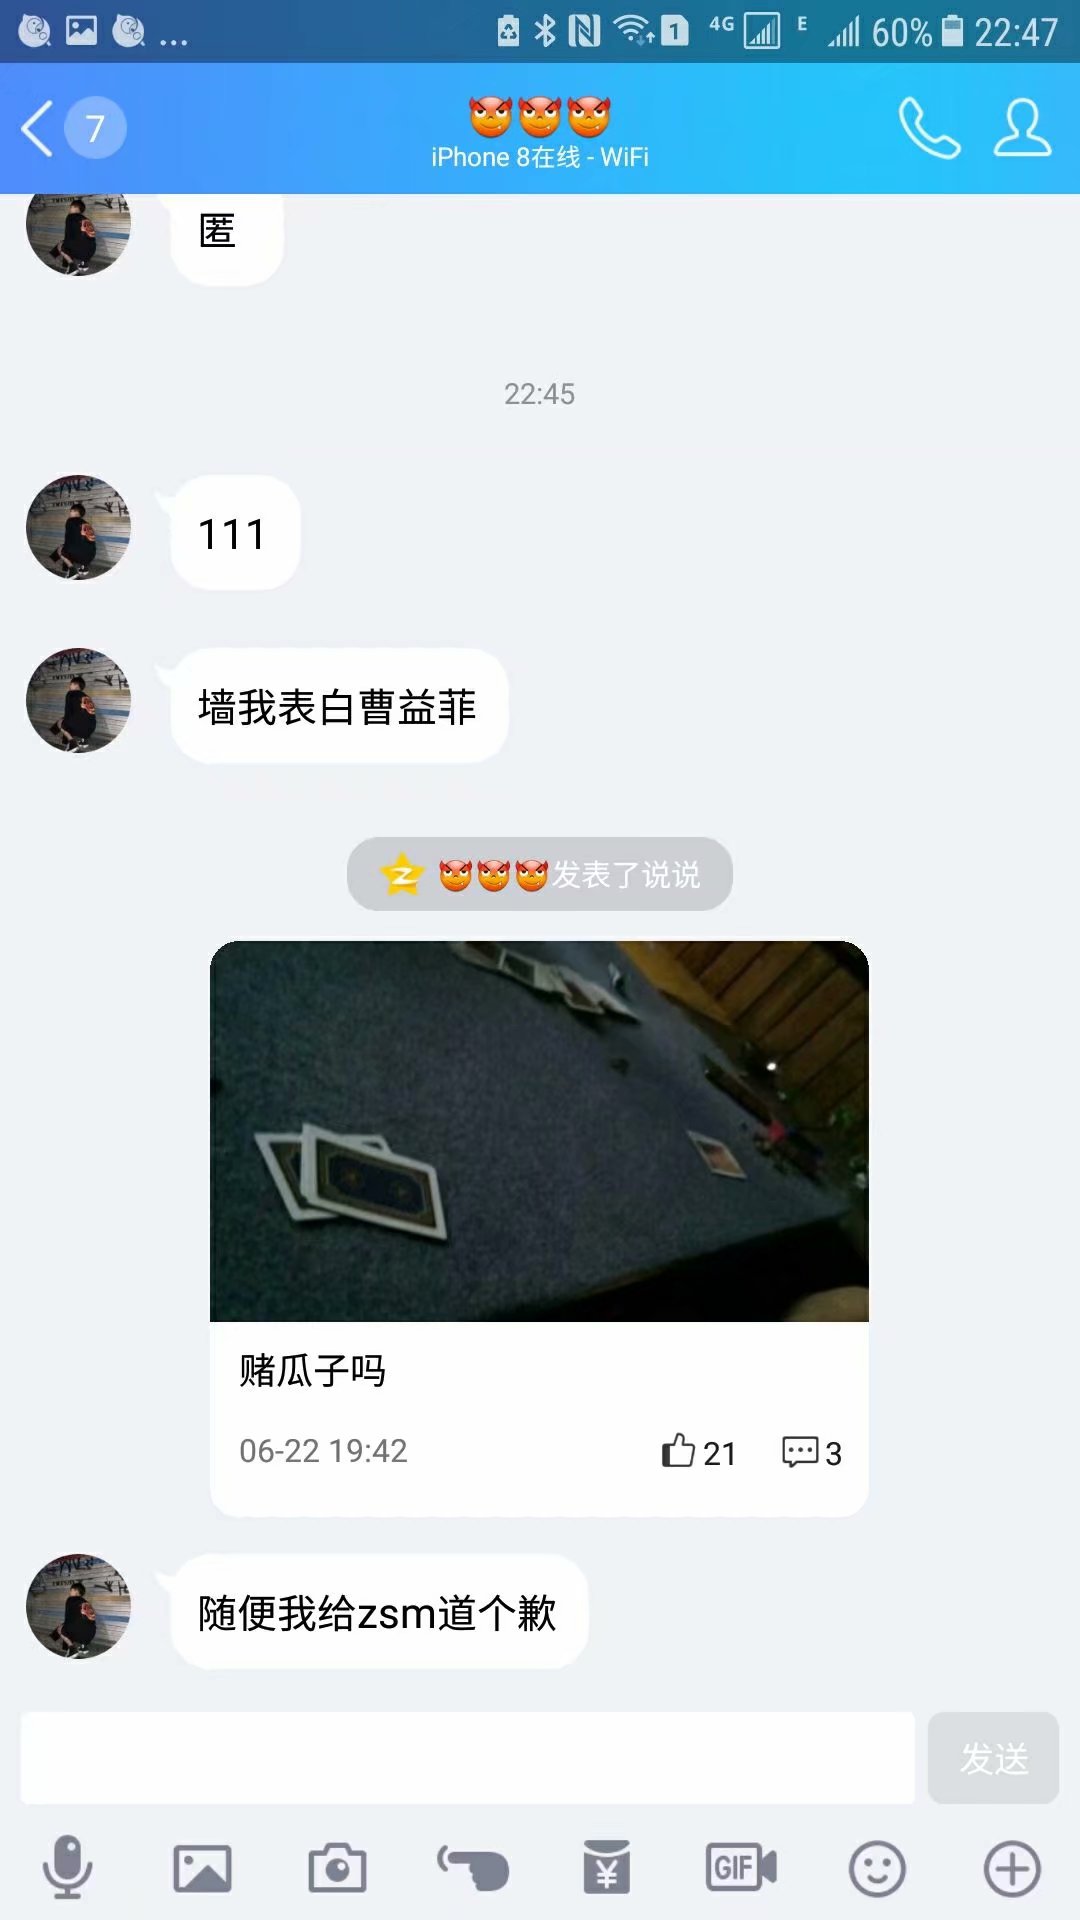 1 4G E 60% 22:47
7
iPhone 8在线 - WiFi
匿
22:45
111
墙我表白曹益菲
发表了说说
赌瓜子吗
06-22 19:42 21 3
随便我给zsm道个歉
发送
¥ GIF